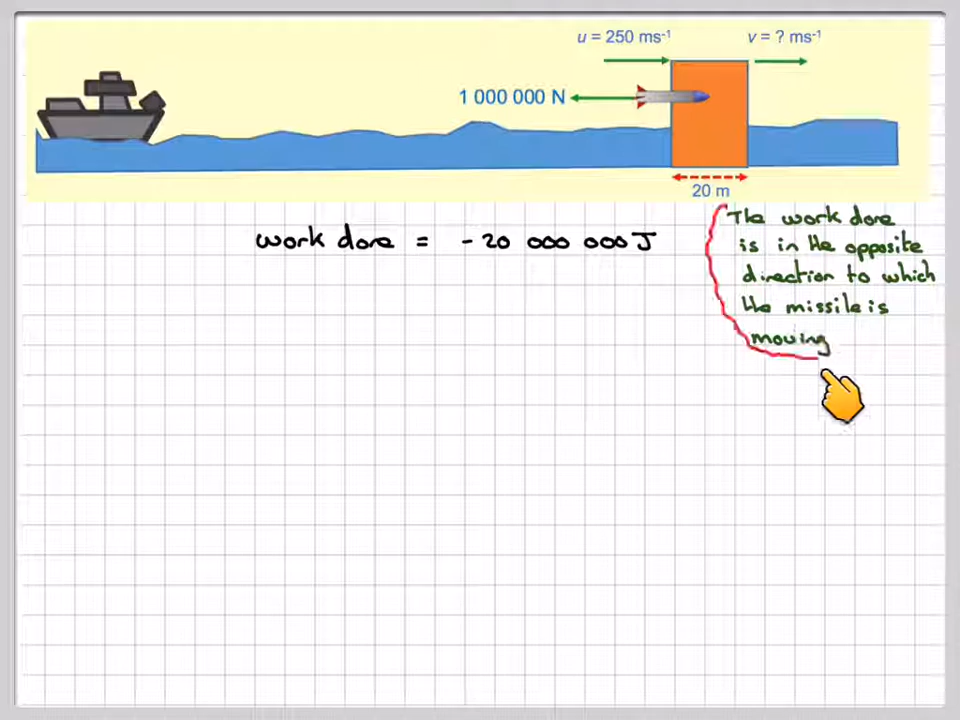 u = 250 ms⁻¹
v = ? ms⁻¹
1 000 000 N
20 m
work done = - 20 000 000 J
The work done
is in the opposite
direction to which
the missile is
moving